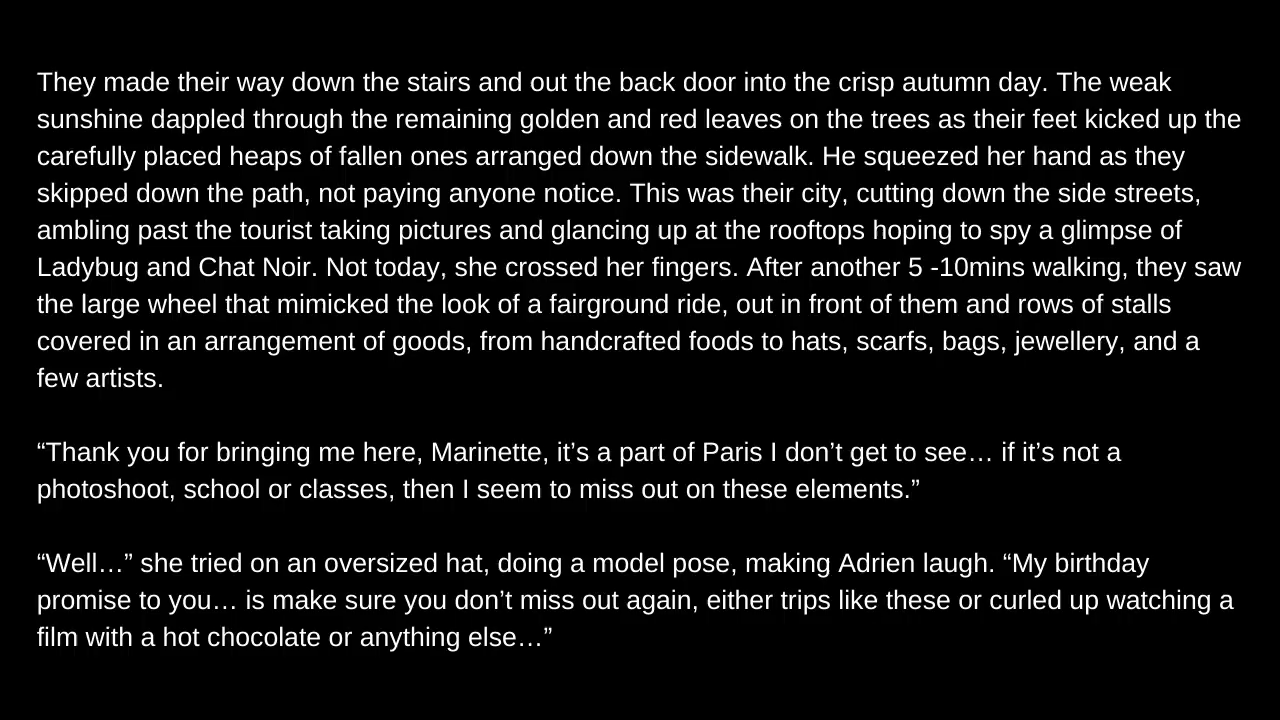 They made their way down the stairs and out the back door into the crisp autumn day. The weak
sunshine dappled through the remaining golden and red leaves on the trees as their feet kicked up the
carefully placed heaps of fallen ones arranged down the sidewalk. He squeezed her hand as they
skipped down the path, not paying anyone notice. This was their city, cutting down the side streets,
ambling past the tourist taking pictures and glancing up at the rooftops hoping to spy a glimpse of
Ladybug and Chat Noir. Not today, she crossed her fingers. After another 5 -10mins walking, they saw
the large wheel that mimicked the look of a fairground ride, out in front of them and rows of stalls
covered in an arrangement of goods, from handcrafted foods to hats, scarfs, bags, jewellery, and a
few artists.
“Thank you for bringing me here, Marinette, it’s a part of Paris I don’t get to see… if it’s not a
photoshoot, school or classes, then I seem to miss out on these elements.”
“Well…” she tried on an oversized hat, doing a model pose, making Adrien laugh. “My birthday
promise to you… is make sure you don’t miss out again, either trips like these or curled up watching a
film with a hot chocolate or anything else…”